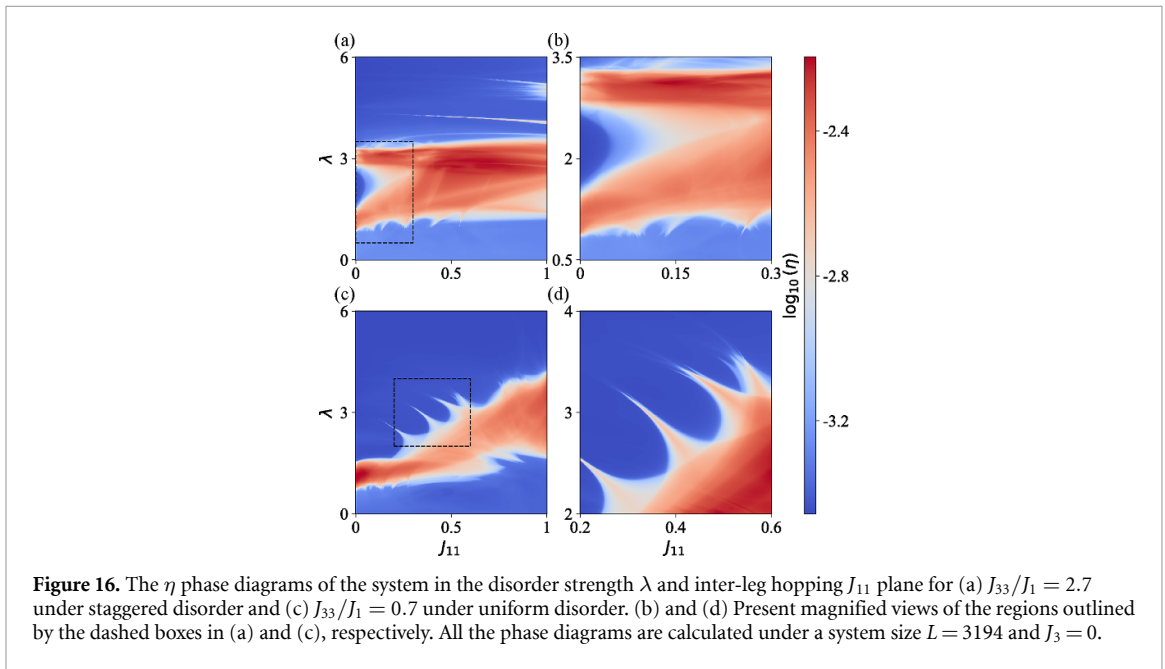 (a)
(b)
6
3
0
λ
0
0.5
1
3.5
2
0.5
0
0.15
0.3
(c)
(d)
6
3
0
λ
0
0.5
1
J₁₁
4
3
2
0.2
0.4
0.6
J₁₁
log₁₀(η)
-2.4
-2.8
-3.2
Figure 16. The η phase diagrams of the system in the disorder strength λ and inter-leg hopping J₁₁ plane for (a) J₃₃/J₁ = 2.7
under staggered disorder and (c) J₃₃/J₁ = 0.7 under uniform disorder. (b) and (d) Present magnified views of the regions outlined
by the dashed boxes in (a) and (c), respectively. All the phase diagrams are calculated under a system size L = 3194 and J₃ = 0.